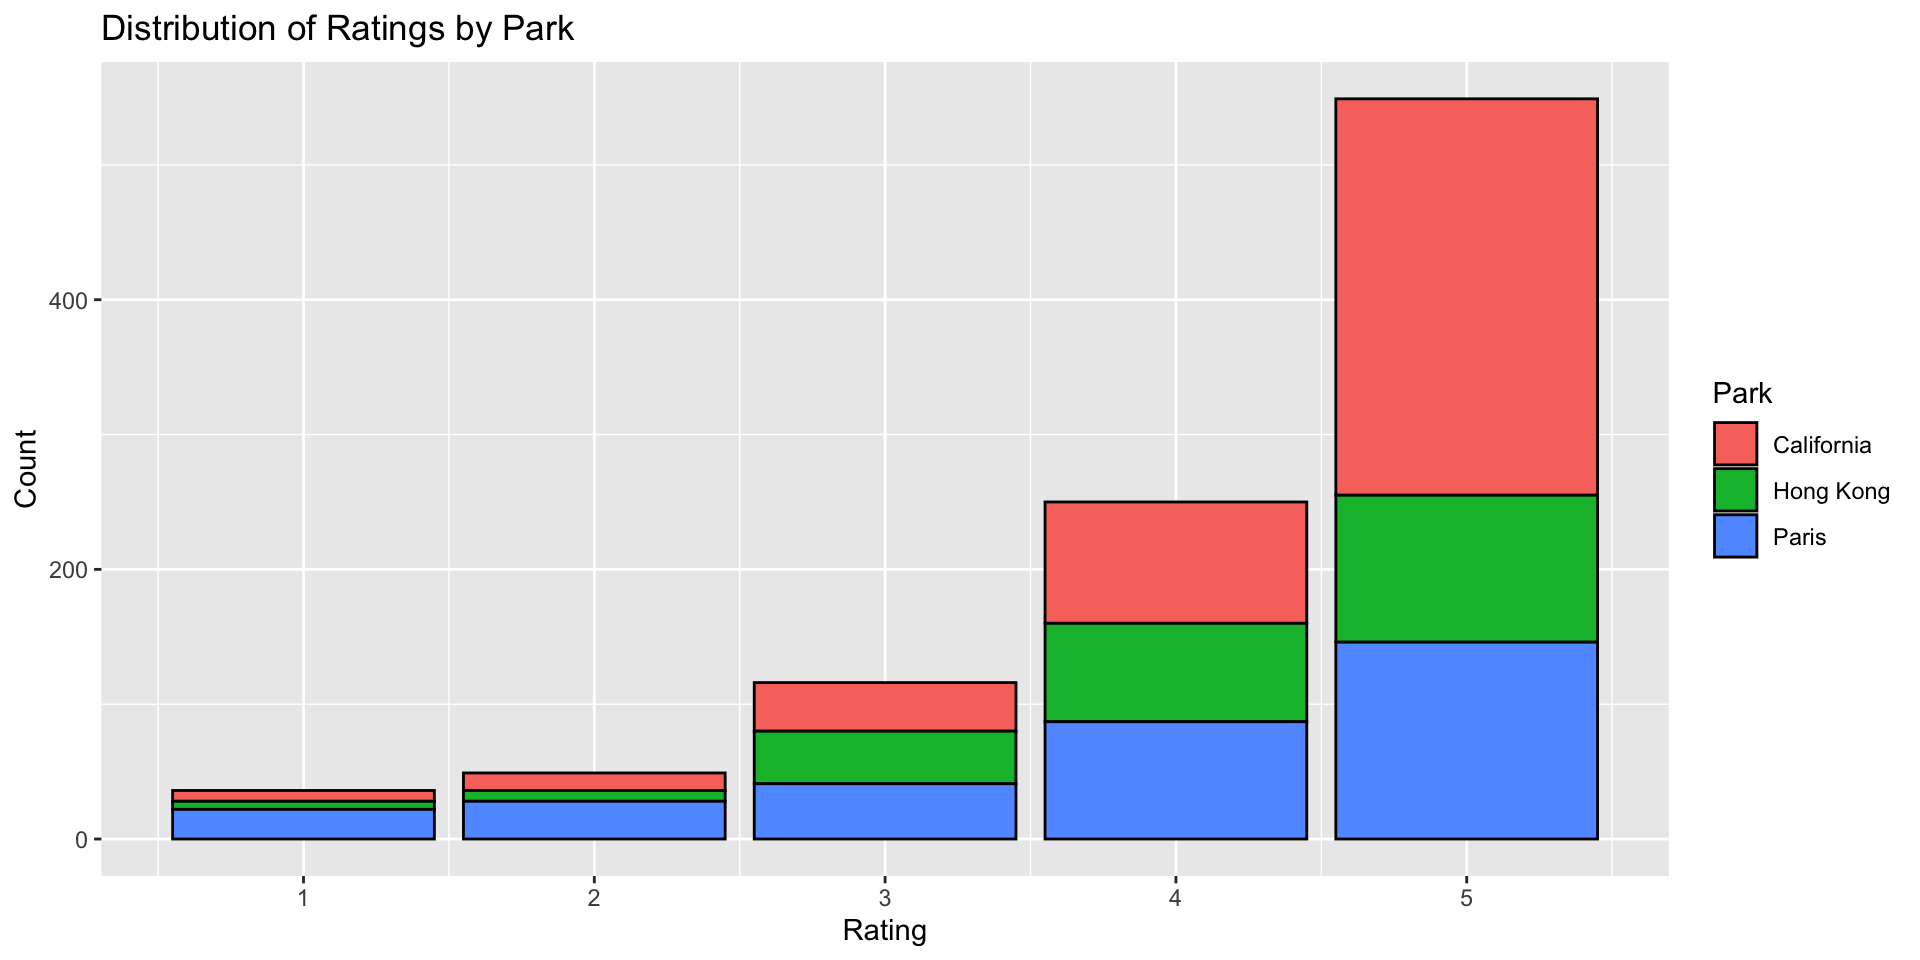 Distribution of Ratings by Park
Count
400
200
0
1 2 3 4 5
Rating
Park
California
Hong Kong
Paris